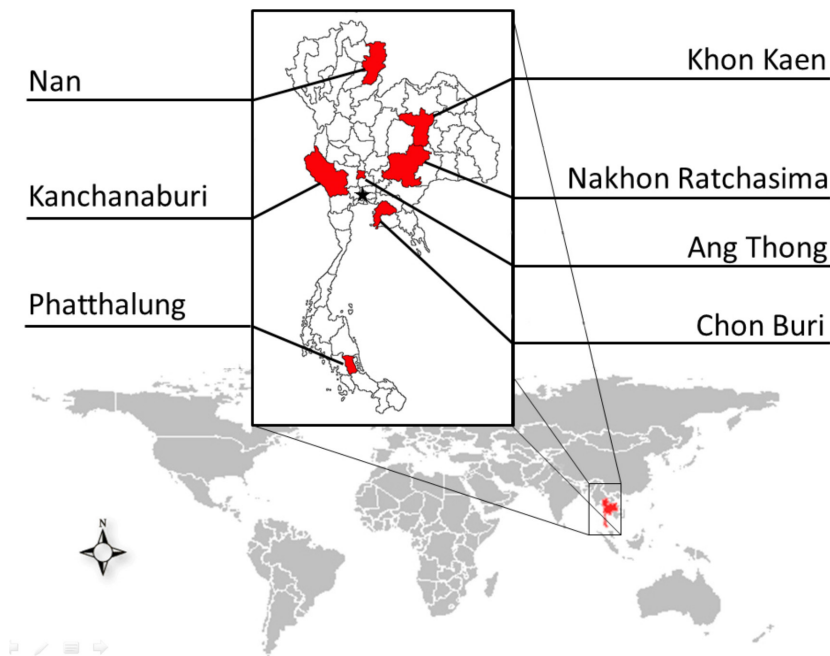 Nan
Khon Kaen
Kanchanaburi
Nakhon Ratchasima
Ang Thong
Phatthalung
Chon Buri
N